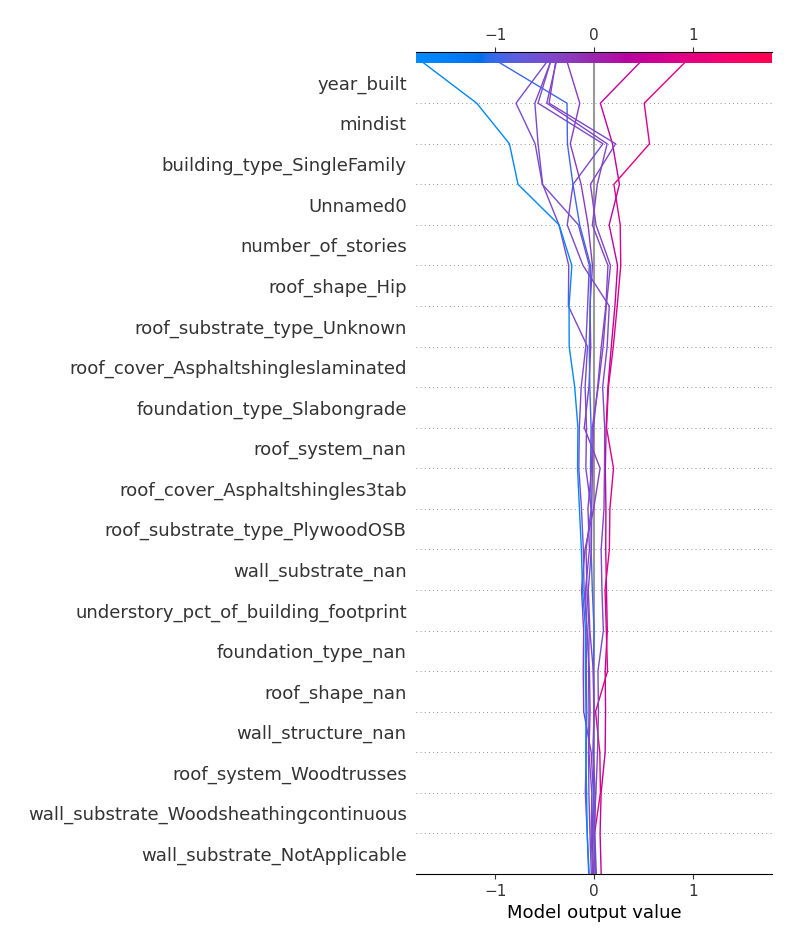 −1 0 1
year_built
mindist
building_type_SingleFamily
Unnamed0
number_of_stories
roof_shape_Hip
roof_substrate_type_Unknown
roof_cover_Asphaltshingleslaminated
foundation_type_Slabongrade
roof_system_nan
roof_cover_Asphaltshingles3tab
roof_substrate_type_PlywoodOSB
wall_substrate_nan
understory_pct_of_building_footprint
foundation_type_nan
roof_shape_nan
wall_structure_nan
roof_system_Woodtrusses
wall_substrate_Woodsheathingcontinuous
wall_substrate_NotApplicable
−1 0 1
Model output value